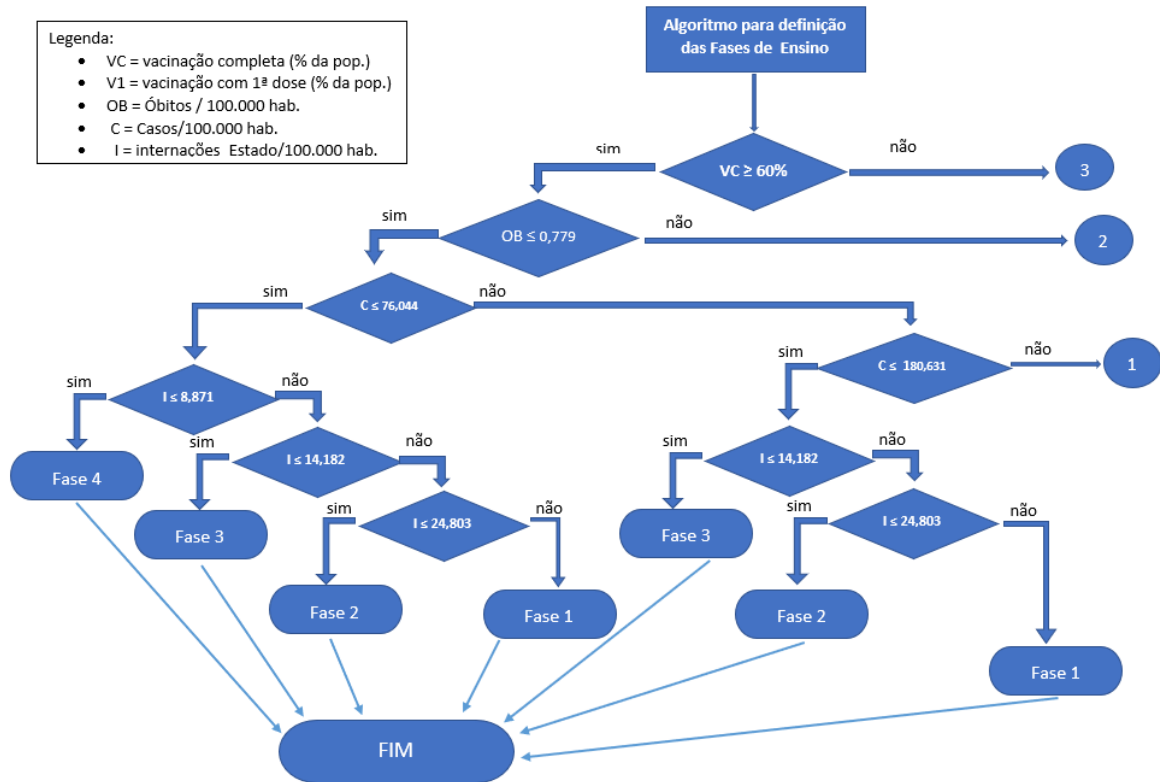 Legenda:
• VC = vacinação completa (% da pop.)
• V1 = vacinação com 1ª dose (% da pop.)
• OB = Óbitos / 100.000 hab.
• C = Casos/100.000 hab.
• I = internações Estado/100.000 hab.
Algoritmo para definição
das Fases de Ensino
sim
VC ≥ 60%
não
3
sim
OB ≤ 0,779
não
2
sim
C ≤ 76,044
não
sim
C ≤ 180,631
não
1
sim
I ≤ 8,871
não
sim
I ≤ 14,182
não
sim
I ≤ 14,182
não
Fase 4
Fase 3
sim
I ≤ 24,803
não
Fase 3
sim
I ≤ 24,803
não
Fase 2
Fase 1
Fase 2
Fase 1
FIM